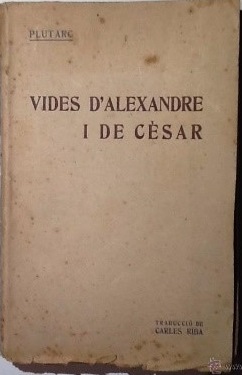 PLUTARC
VIDES D'ALEXANDRE
I DE CÈSAR
TRADUCCIÓ DE
CARLES RIBA